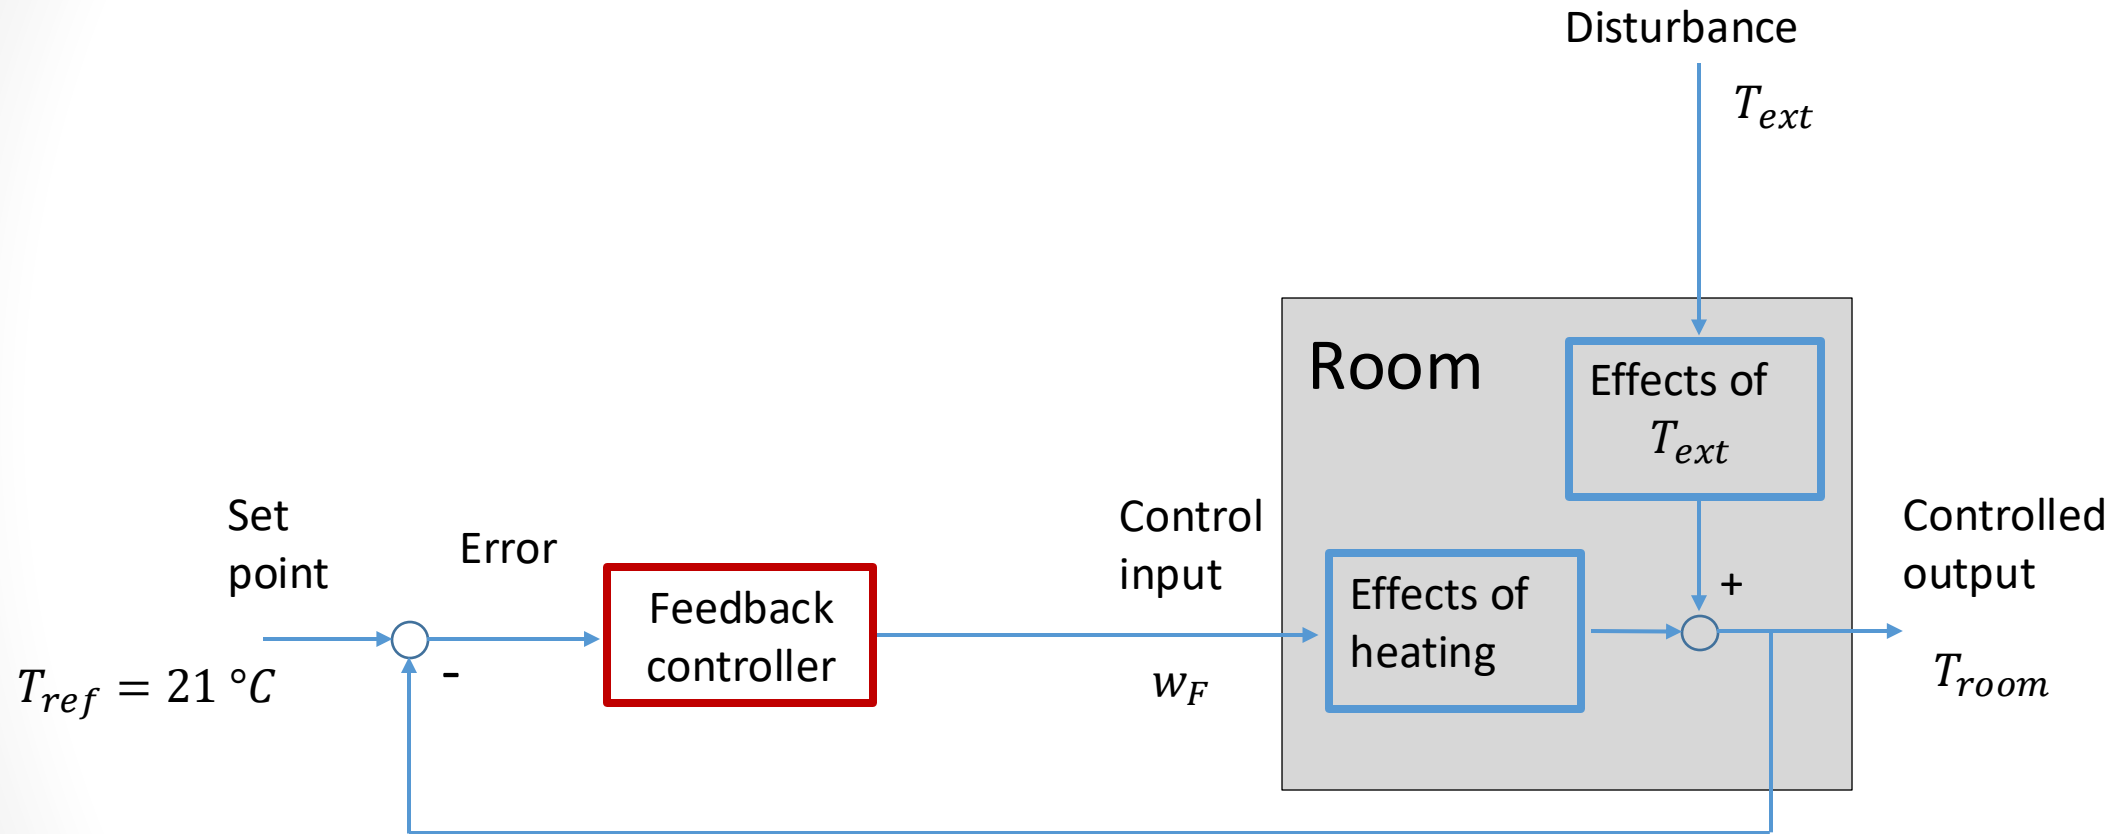 Disturbance
T_ext
Room
Effects of
T_ext
Set
point
Error
Feedback
controller
Control
input
Effects of
heating
+
Controlled
output
T_ref = 21 °C
-
w_F
T_room